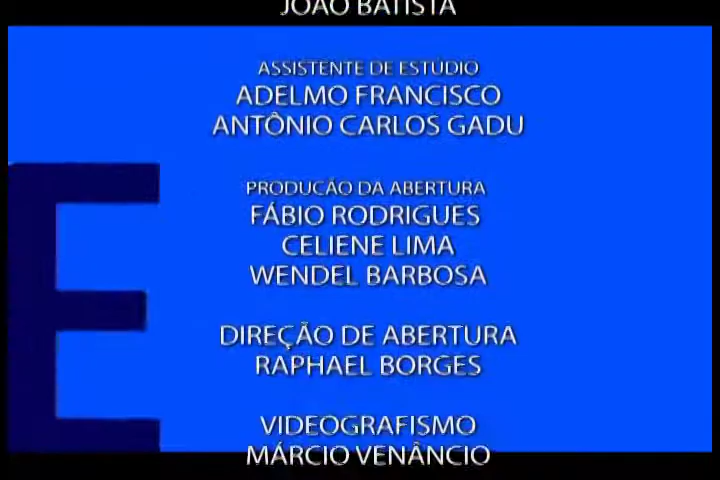 JOÃO BATISTA
ASSISTENTE DE ESTÚDIO
ADELMO FRANCISCO
ANTÔNIO CARLOS GADU
PRODUÇÃO DA ABERTURA
FÁBIO RODRIGUES
CELIENE LIMA
WENDEL BARBOSA
DIREÇÃO DE ABERTURA
RAPHAEL BORGES
VIDEOGRAFISMO
MÁRCIO VENÂNCIO
E